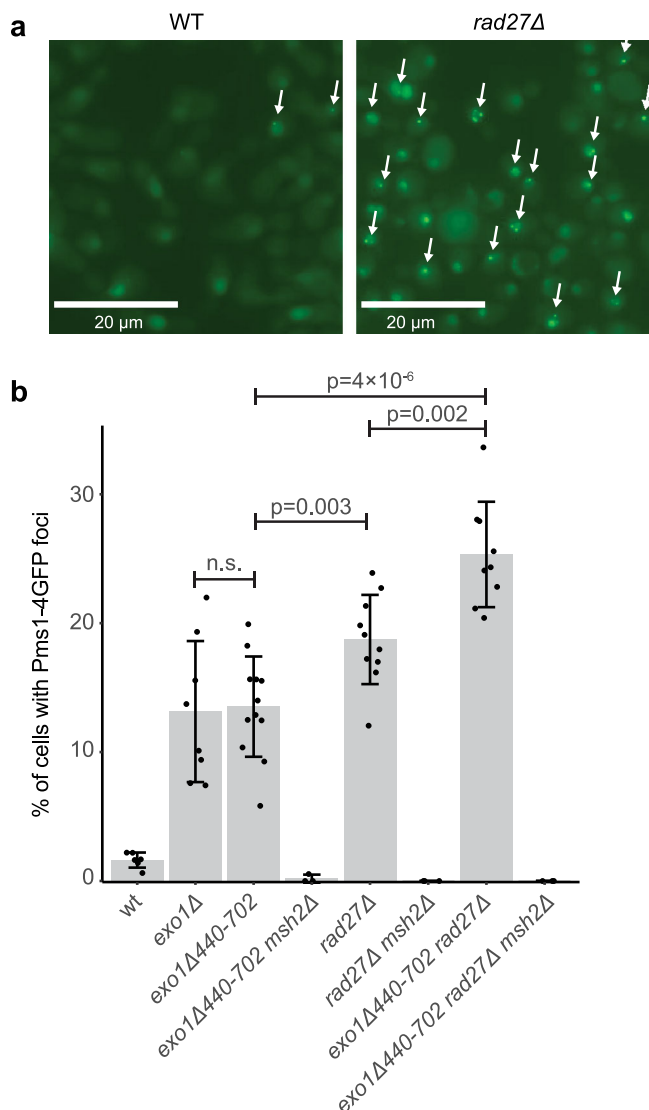 a
WT
rad27Δ
20 µm
20 µm
b
p=4×10⁻⁶
p=0.002
p=0.003
n.s.
% of cells with Pms1-4GFP foci
30
20
10
0
wt
exo1Δ
exo1Δ440-702
exo1Δ440-702 msh2Δ
rad27Δ
rad27Δ msh2Δ
exo1Δ440-702 rad27Δ
exo1Δ440-702 rad27Δ msh2Δ